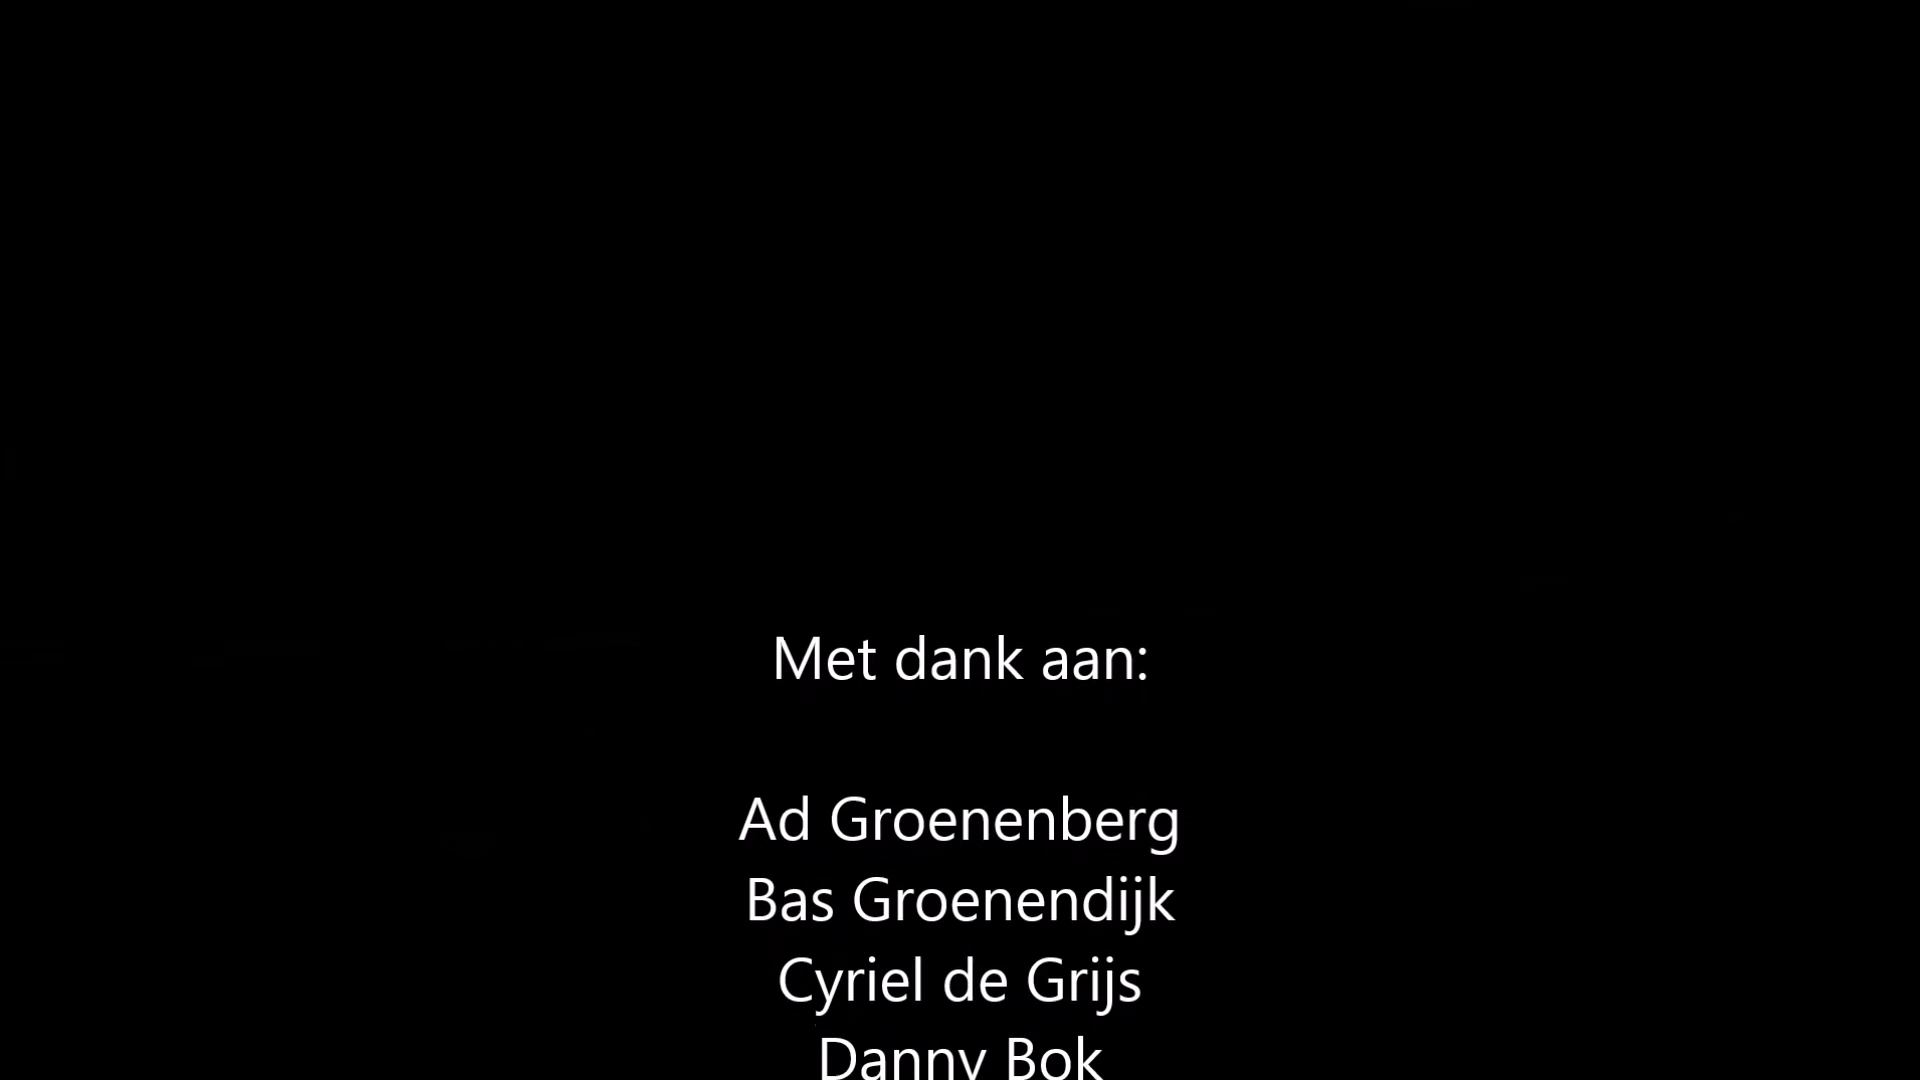 Met dank aan:
Ad Groenenberg
Bas Groenendijk
Cyriel de Grijs
Danny Bok